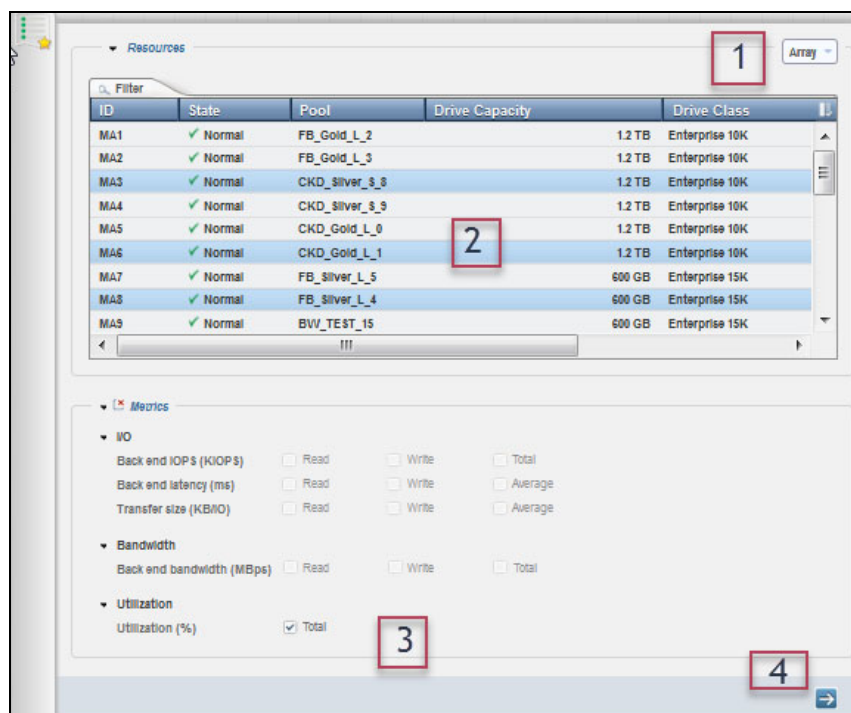 Resources
1
Array
Filter
ID State Pool Drive Capacity Drive Class
MA1 Normal FB_Gold_L_2 1.2 TB Enterprise 10K
MA2 Normal FB_Gold_L_3 1.2 TB Enterprise 10K
MA3 Normal CKD_Silver_S_8 1.2 TB Enterprise 10K
MA4 Normal CKD_Silver_S_9 1.2 TB Enterprise 10K
MA5 Normal CKD_Gold_L_0 1.2 TB Enterprise 10K
2
MA6 Normal CKD_Gold_L_1 1.2 TB Enterprise 10K
MA7 Normal FB_Silver_L_5 600 GB Enterprise 15K
MA8 Normal FB_Silver_L_4 600 GB Enterprise 15K
MA9 Normal BW_TEST_15 600 GB Enterprise 15K
Metrics
I/O
Back end IOPS (KIOPS) Read Write Total
Back end latency (ms) Read Write Average
Transfer size (KB/IO) Read Write Average
Bandwidth
Back end bandwidth (MBps) Read Write Total
Utilization
Utilization (%) Total
3
4